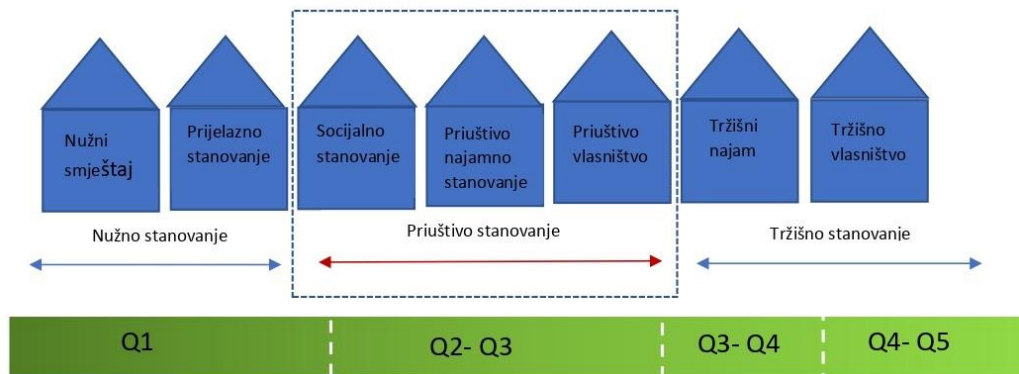 Nužni
smještaj
Prijelazno
stanovanje
Socijalno
stanovanje
Priuštivo
najamno
stanovanje
Priuštivo
vlasništvo
Tržišni
najam
Tržišno
vlasništvo
Nužno stanovanje
Priuštivo stanovanje
Tržišno stanovanje
Q1
Q2- Q3
Q3- Q4
Q4- Q5